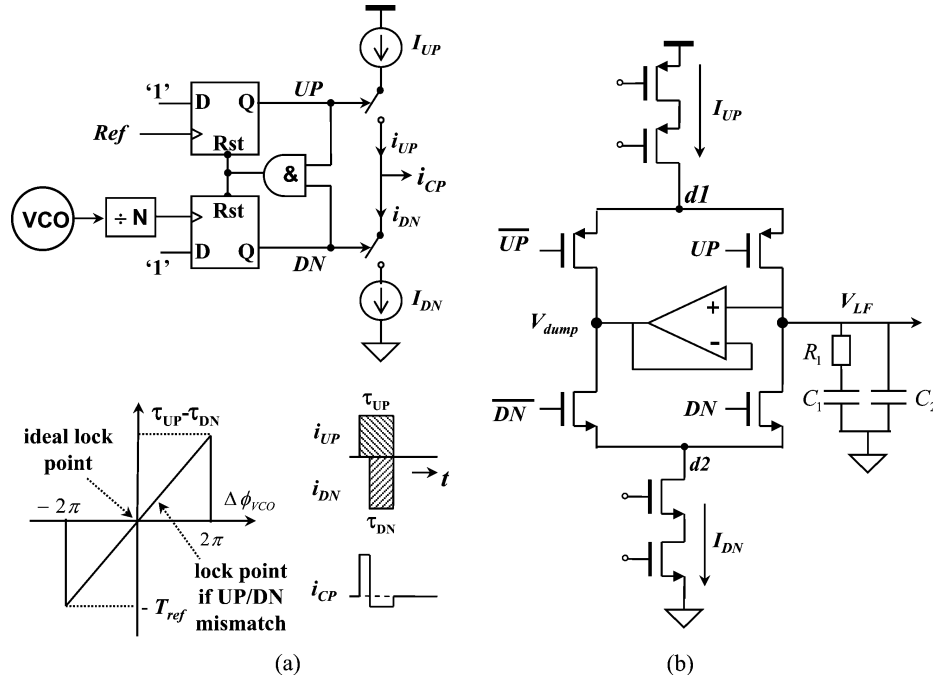 I_UP
'1'
D Q
UP
Ref
Rst
i_UP
&
i_CP
VCO
÷ N
Rst
i_DN
D Q
'1'
DN
I_DN
τ_UP-τ_DN
ideal lock
point
- 2π
Δϕ_VCO
2π
lock point
if UP/DN
mismatch
- T_ref
τ_UP
i_UP
t
i_DN
τ_DN
i_CP
(a)
I_UP
d1
U̅P̅
UP
V_dump
+
-
V_LF
R_1
C_1
C_2
D̅N̅
DN
d2
I_DN
(b)